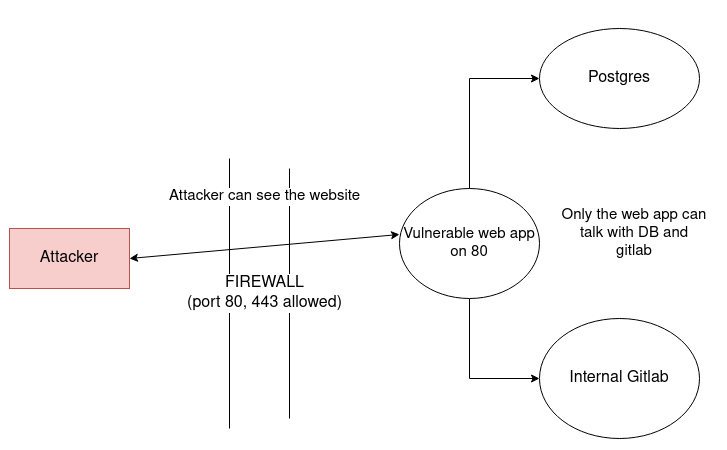 Postgres
Attacker can see the website
Only the web app can
talk with DB and
gitlab
Vulnerable web app
on 80
Attacker
FIREWALL
(port 80, 443 allowed)
Internal Gitlab